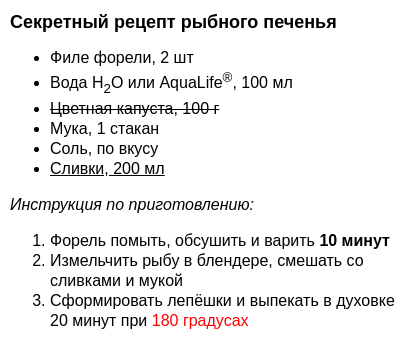 Секретный рецепт рыбного печенья
• Филе форели, 2 шт
• Вода H₂O или AquaLife®, 100 мл
• Цветная капуста, 100 г
• Мука, 1 стакан
• Соль, по вкусу
• Сливки, 200 мл
Инструкция по приготовлению:
1. Форель помыть, обсушить и варить 10 минут
2. Измельчить рыбу в блендере, смешать со
сливками и мукой
3. Сформировать лепёшки и выпекать в духовке
20 минут при 180 градусах